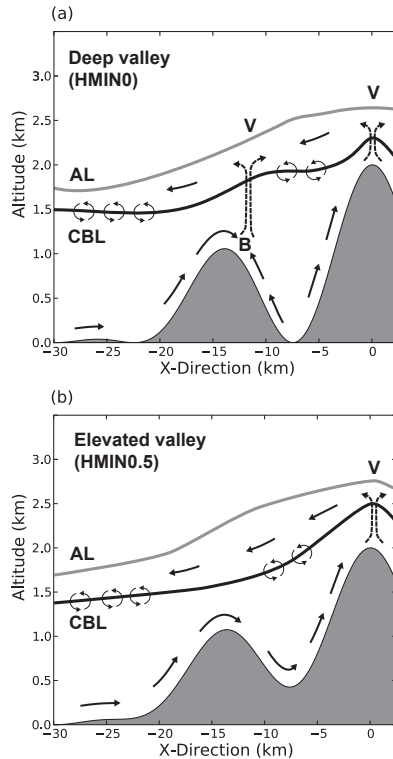 (a)
Deep valley
(HMIN0)
V
V
AL
CBL
B
Altitude (km)
3.0
2.5
2.0
1.5
1.0
0.5
0.0
−30 −25 −20 −15 −10 −5 0
X-Direction (km)
(b)
Elevated valley
(HMIN0.5)
V
AL
CBL
Altitude (km)
3.0
2.5
2.0
1.5
1.0
0.5
0.0
−30 −25 −20 −15 −10 −5 0
X-Direction (km)